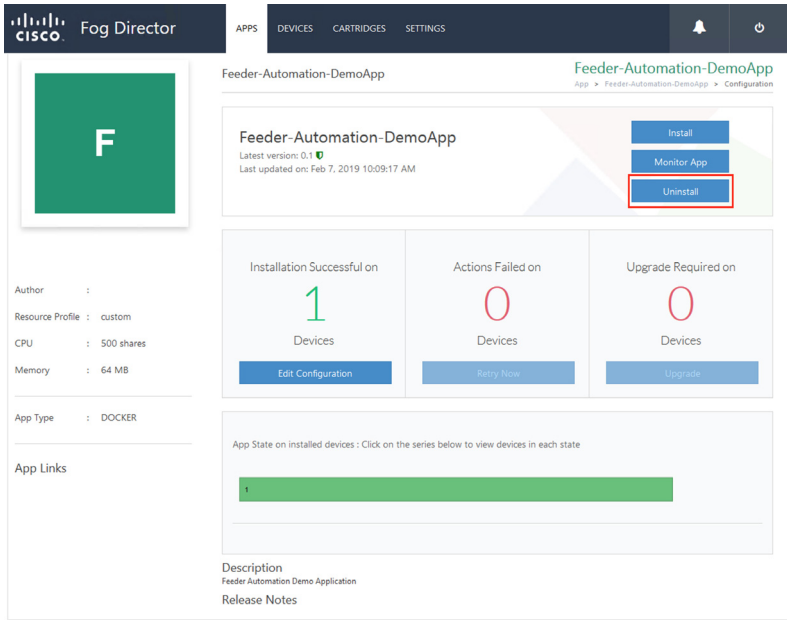 CISCO. Fog Director APPS DEVICES CARTRIDGES SETTINGS
F
Feeder-Automation-DemoApp
Feeder-Automation-DemoApp
App > Feeder-Automation-DemoApp > Configuration
Feeder-Automation-DemoApp
Latest version: 0.1
Last updated on: Feb 7, 2019 10:09:17 AM
Install
Monitor App
Uninstall
Author :
Resource Profile : custom
CPU : 500 shares
Memory : 64 MB
App Type : DOCKER
App Links
Installation Successful on
1
Devices
Edit Configuration
Actions Failed on
0
Devices
Retry Now
Upgrade Required on
0
Devices
Upgrade
App State on installed devices : Click on the series below to view devices in each state
1
Description
Feeder Automation Demo Application
Release Notes